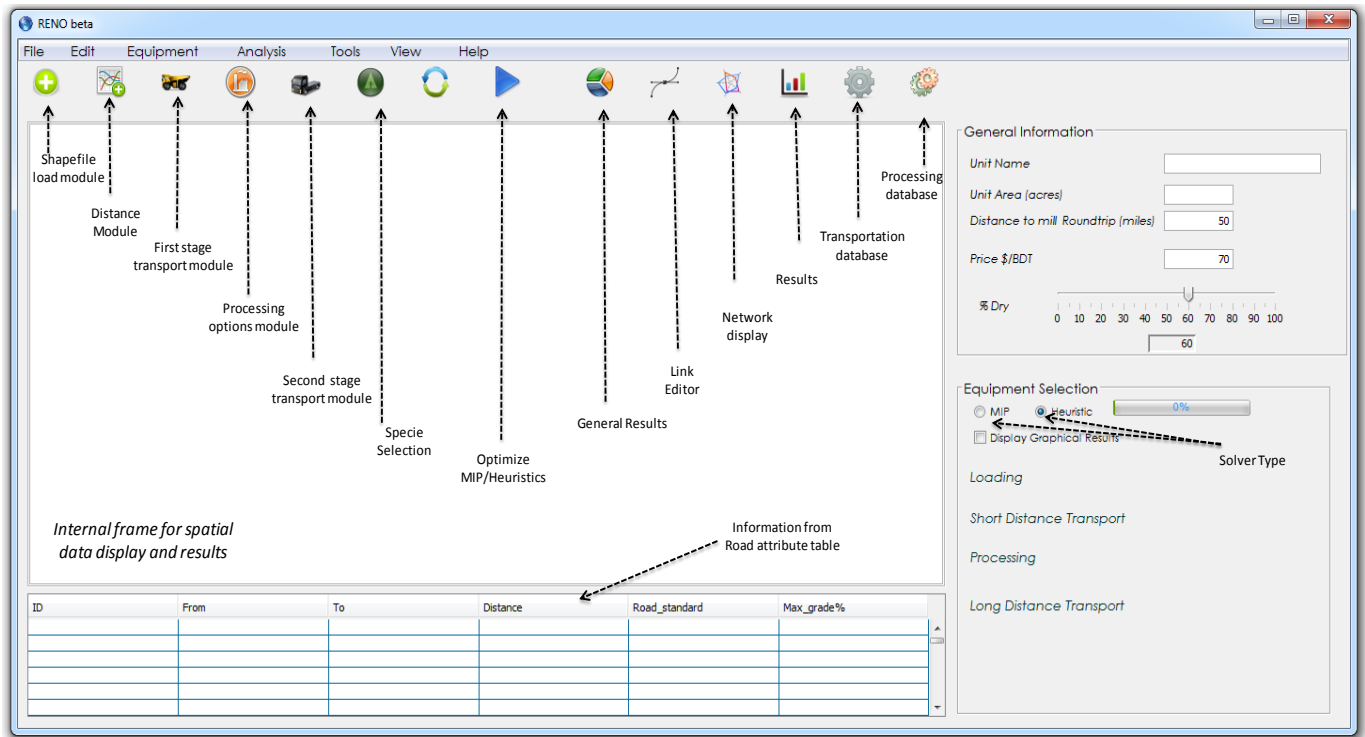 RENO beta
File Edit Equipment Analysis Tools View Help
Shapefile
load module
Distance
Module
First stage
transport module
Processing
options module
Second stage
transport module
Specie
Selection
Optimize
MIP/Heuristics
General Results
Link
Editor
Network
display
Results
Transportation
database
Processing
database
Internal frame for spatial
data display and results
Information from
Road attribute table
ID From To Distance Road_standard Max_grade%
General Information
Unit Name
Unit Area (acres)
Distance to mill Roundtrip (miles) 50
Price $/BDT 70
% Dry
0 10 20 30 40 50 60 70 80 90 100
60
Equipment Selection
MIP Heuristic 0%
Display Graphical Results
Solver Type
Loading
Short Distance Transport
Processing
Long Distance Transport